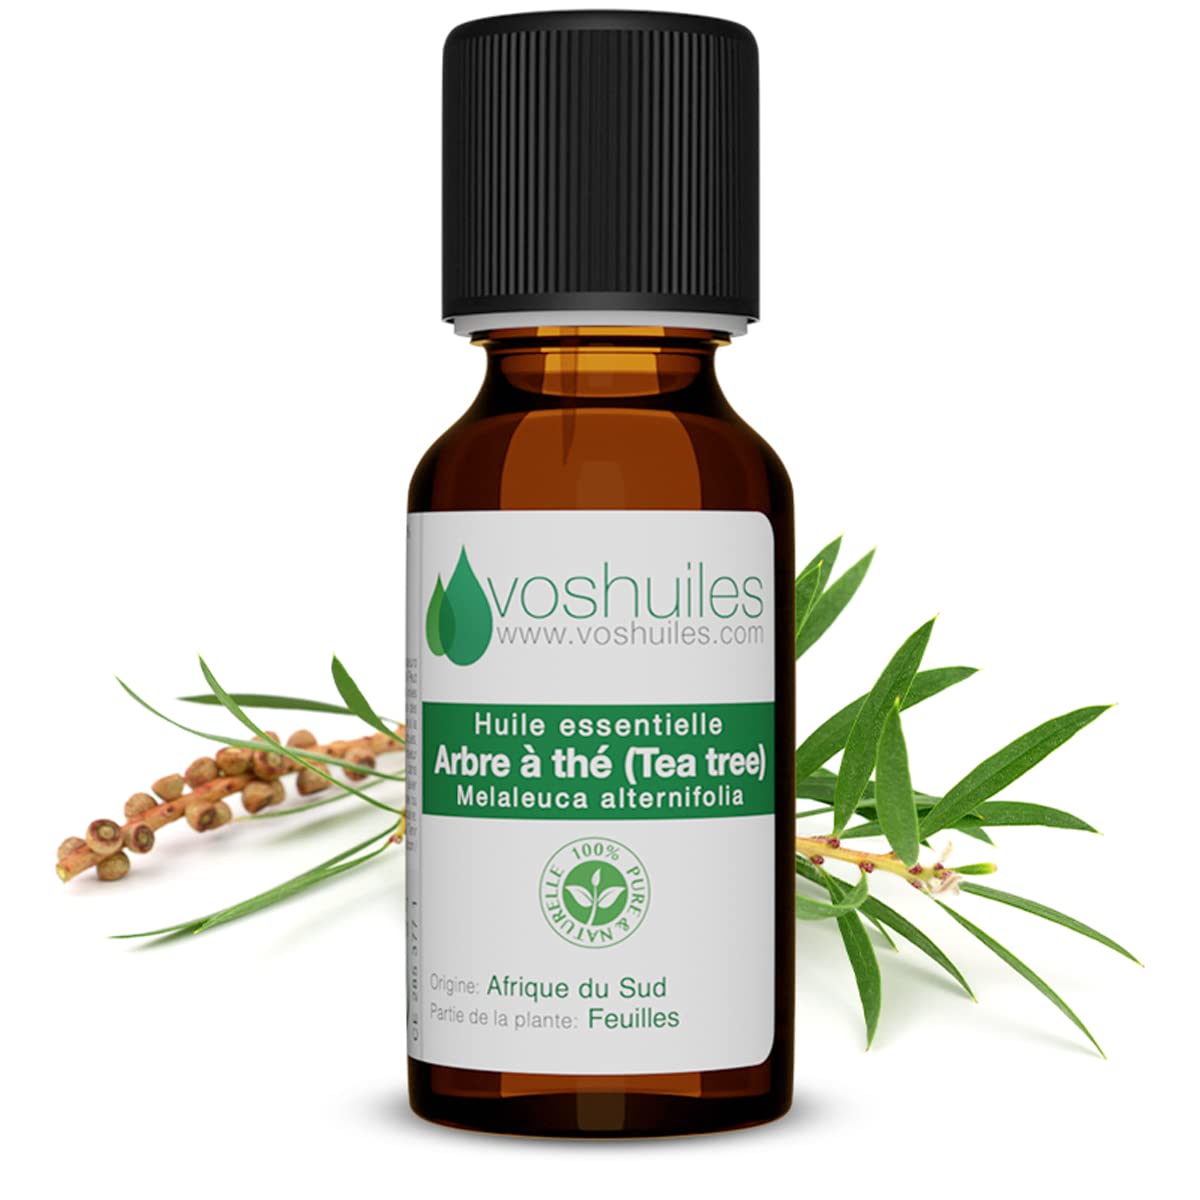 voshuiles
www.voshuiles.com
Huile essentielle
Arbre à thé (Tea tree)
Melaleuca alternifolia
100% PURE & NATURELLE
Origine: Afrique du Sud
Partie de la plante: Feuilles